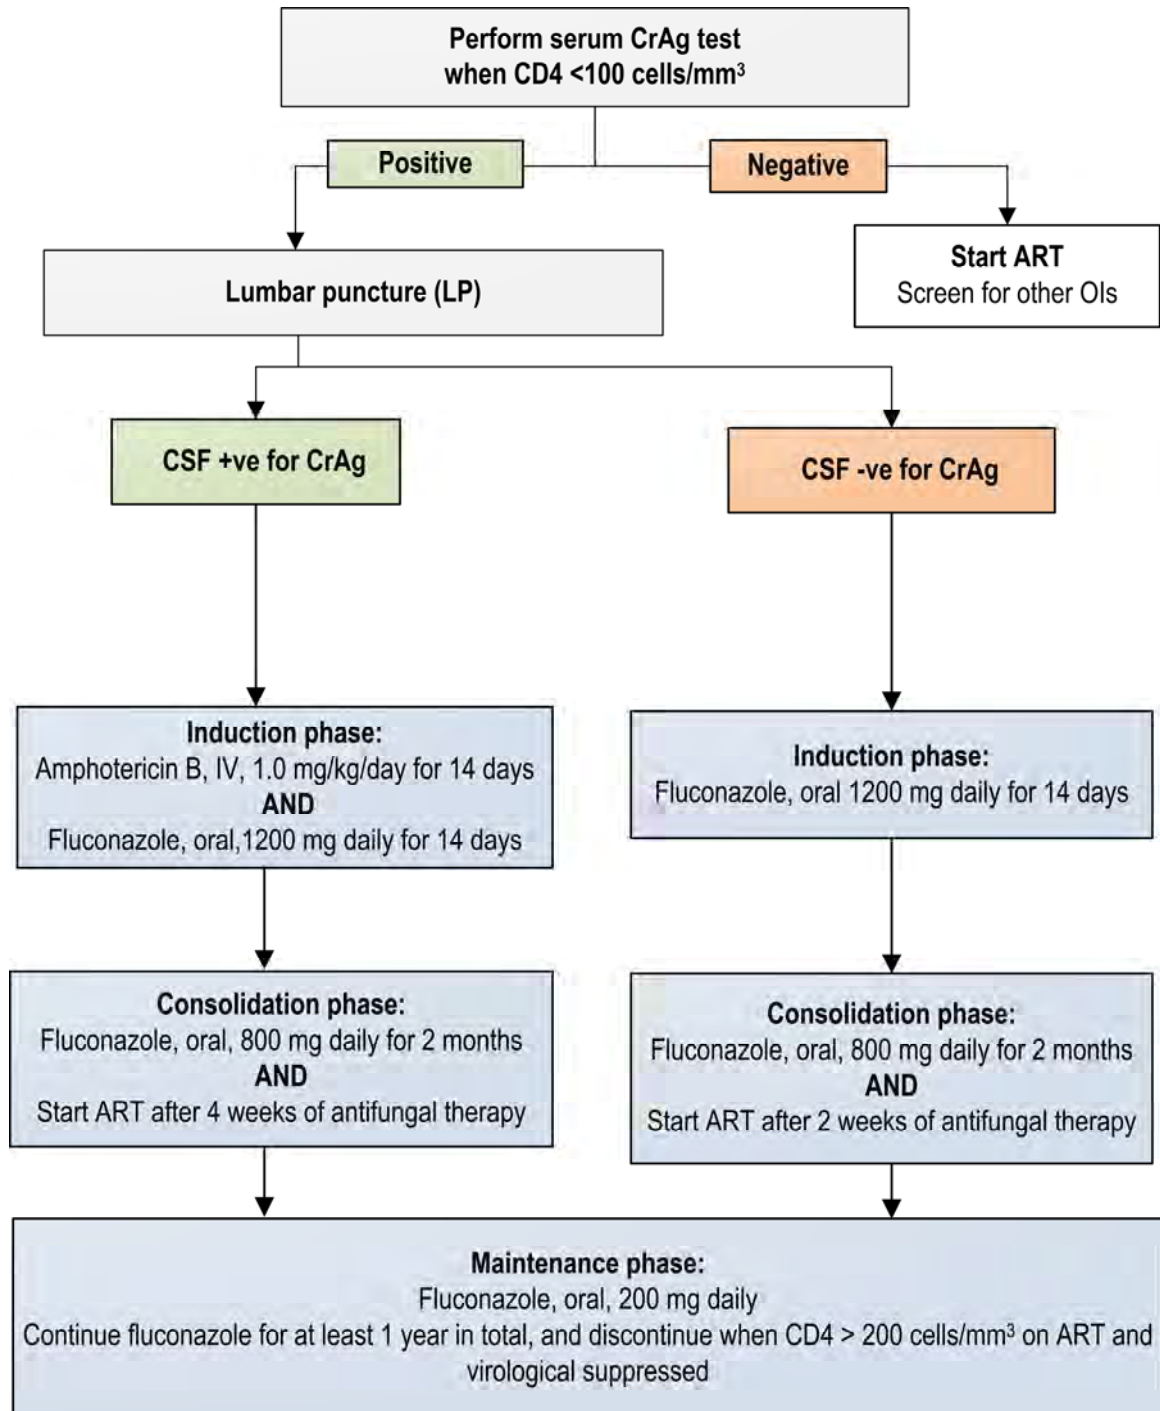 Perform serum CrAg test
when CD4 <100 cells/mm³
Positive
Negative
Start ART
Screen for other OIs
Lumbar puncture (LP)
CSF +ve for CrAg
CSF -ve for CrAg
Induction phase:
Amphotericin B, IV, 1.0 mg/kg/day for 14 days
AND
Fluconazole, oral,1200 mg daily for 14 days
Induction phase:
Fluconazole, oral 1200 mg daily for 14 days
Consolidation phase:
Fluconazole, oral, 800 mg daily for 2 months
AND
Start ART after 4 weeks of antifungal therapy
Consolidation phase:
Fluconazole, oral, 800 mg daily for 2 months
AND
Start ART after 2 weeks of antifungal therapy
Maintenance phase:
Fluconazole, oral, 200 mg daily
Continue fluconazole for at least 1 year in total, and discontinue when CD4 > 200 cells/mm³ on ART and
virological suppressed